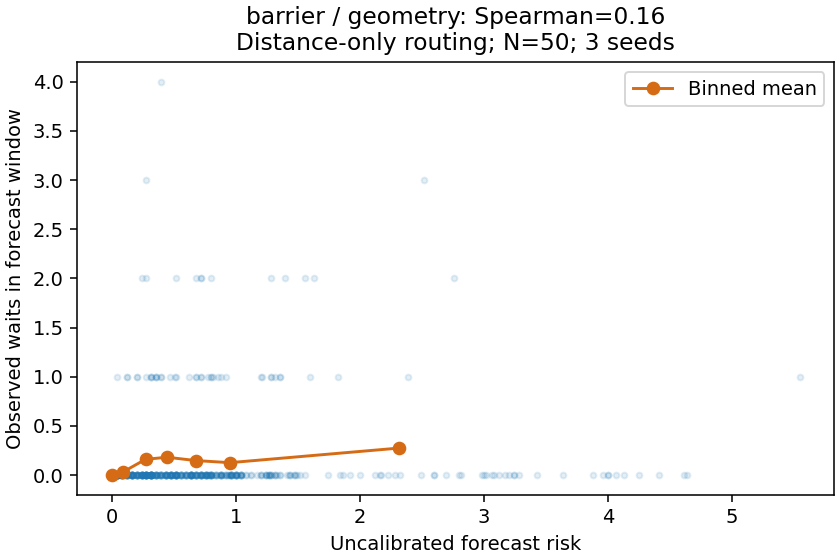 barrier / geometry: Spearman=0.16
Distance-only routing; N=50; 3 seeds
Binned mean
Observed waits in forecast window
4.0
3.5
3.0
2.5
2.0
1.5
1.0
0.5
0.0
0 1 2 3 4 5
Uncalibrated forecast risk